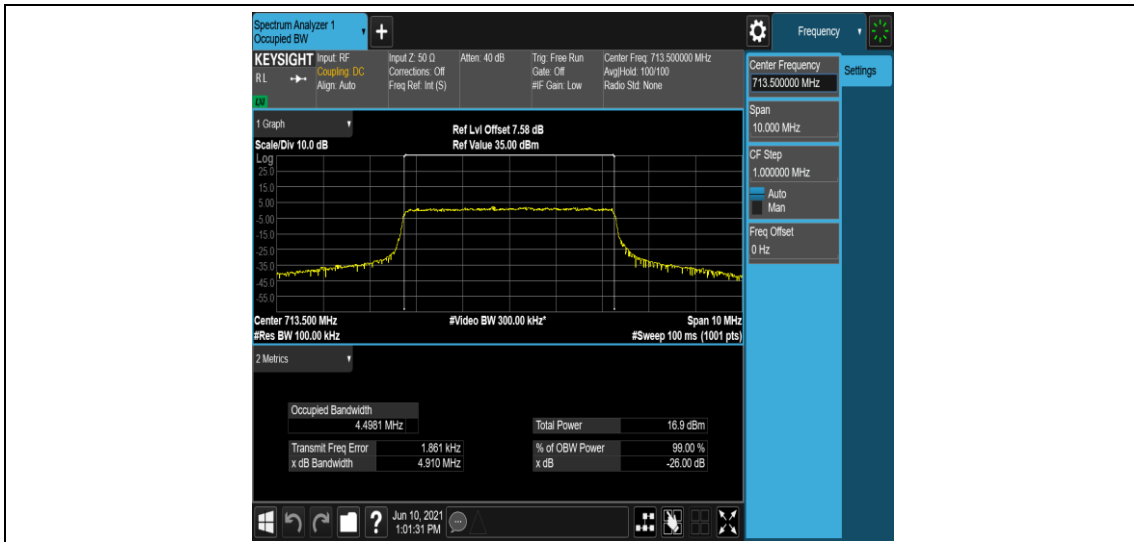 Spectrum Analyzer 1
Occupied BW
+
Frequency
KEYSIGHT Input: RF Input Z: 50 Ω Atten: 40 dB Trig: Free Run Center Freq: 713.500000 MHz
RL Coupling: DC Corrections: Off Gate: Off Avg|Hold: 100/100
Align: Auto Freq Ref: Int (S) #IF Gain: Low Radio Std: None
LXI
Center Frequency
713.500000 MHz
Settings
Span
10.000 MHz
CF Step
1.000000 MHz
Auto
Man
Freq Offset
0 Hz
1 Graph
Ref Lvl Offset 7.58 dB
Scale/Div 10.0 dB Ref Value 35.00 dBm
Log
25.0
15.0
5.00
-5.00
-15.0
-25.0
-35.0
-45.0
-55.0
Center 713.500 MHz #Video BW 300.00 kHz* Span 10 MHz
#Res BW 100.00 kHz #Sweep 100 ms (1001 pts)
2 Metrics
Occupied Bandwidth
4.4981 MHz
Total Power 16.9 dBm
Transmit Freq Error 1.861 kHz % of OBW Power 99.00 %
x dB Bandwidth 4.910 MHz x dB -26.00 dB
?
Jun 10, 2021
1:01:31 PM